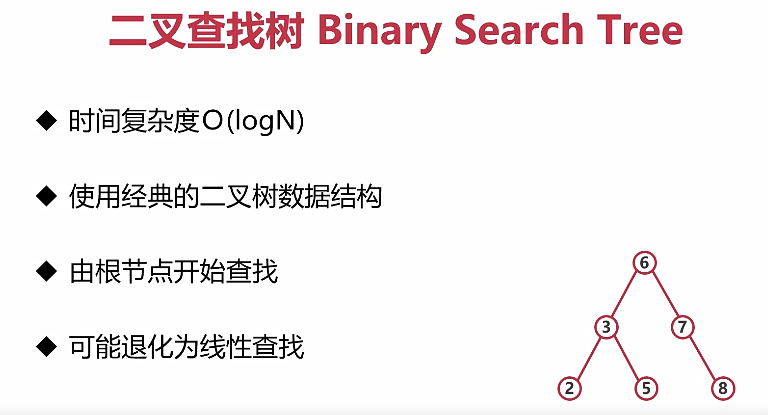 二叉查找树 Binary Search Tree
◆ 时间复杂度O(logN)
◆ 使用经典的二叉树数据结构
◆ 由根节点开始查找
◆ 可能退化为线性查找
6
3 7
2 5 8